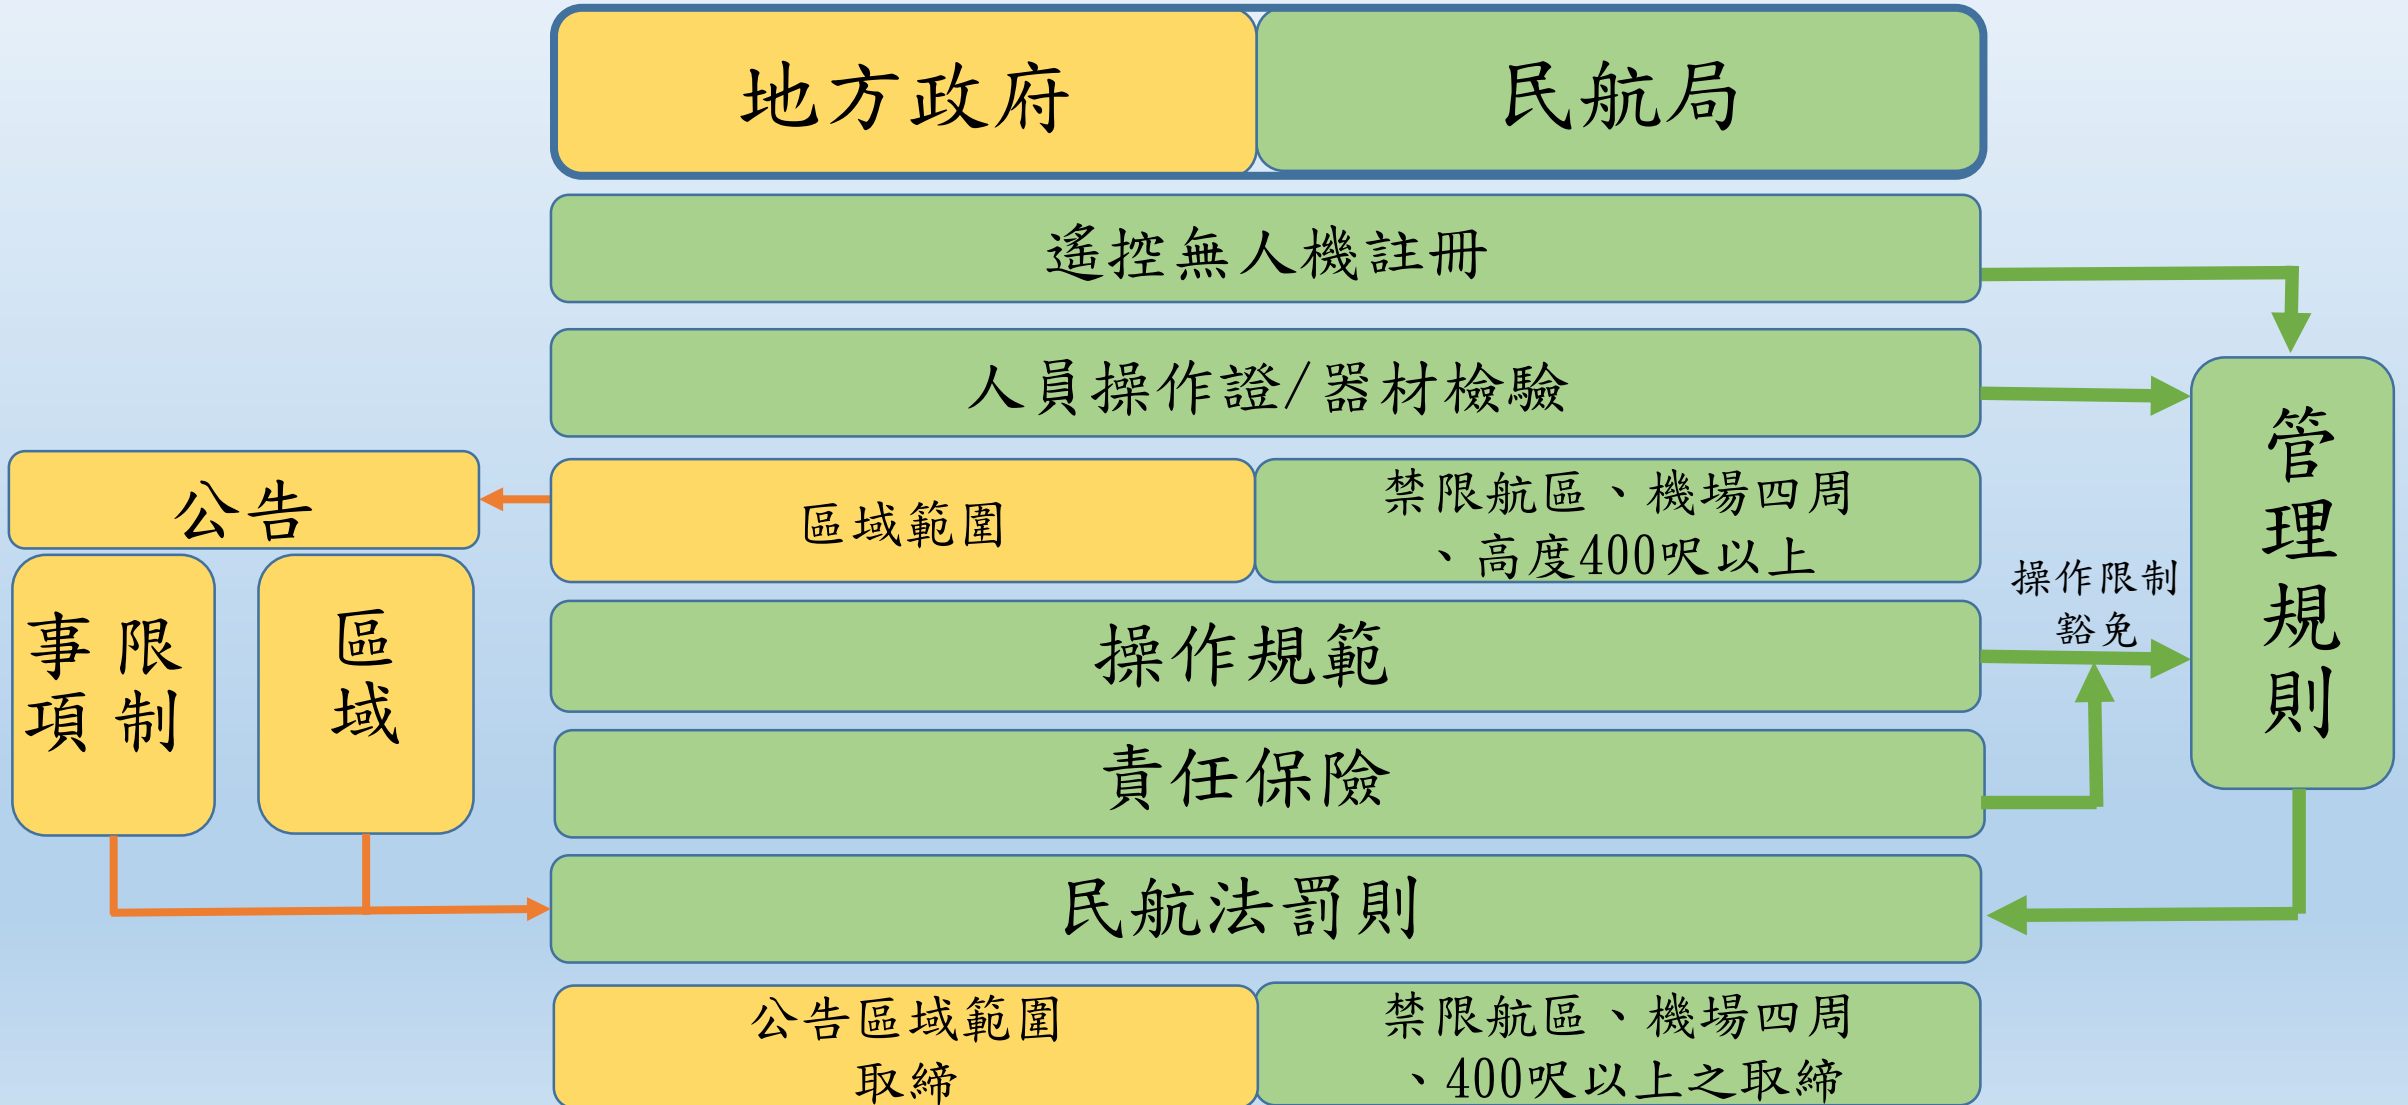 地方政府
民航局
遙控無人機註冊
人員操作證/器材檢驗
公告
區域範圍
禁限航區、機場四周
、高度400呎以上
管理規則
操作限制
豁免
限制
事項
區域
操作規範
責任保險
民航法罰則
公告區域範圍
取締
禁限航區、機場四周
、400呎以上之取締